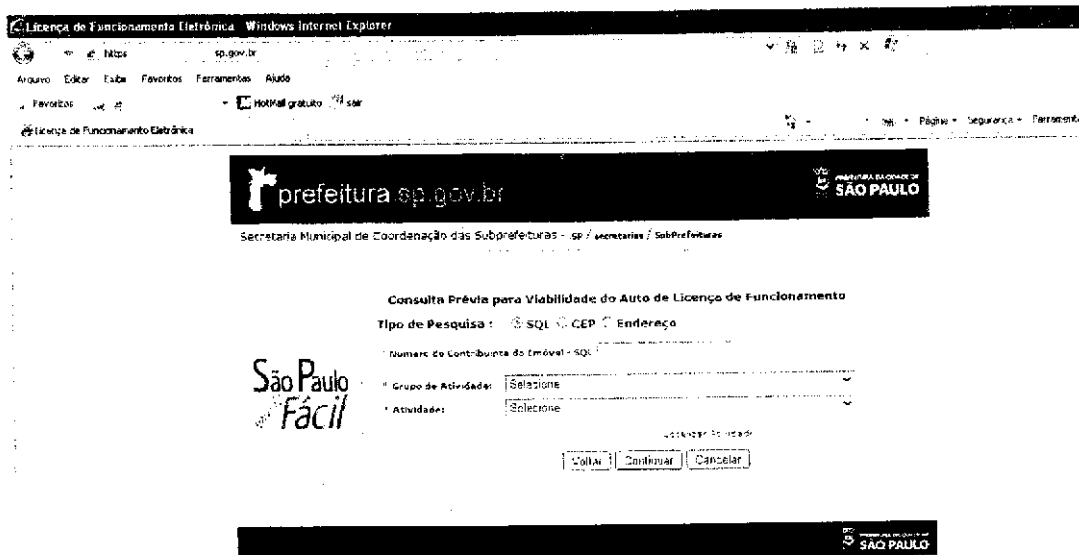 Licença de Funcionamento Eletrônica Windows Internet Explorer
https sp.gov.br
Arquivo Editar Exibir Favoritos Ferramentas Ajuda
Favoritos HotMail gratuito sair
Licença de Funcionamento Eletrônica Página Segurança Ferramenta
prefeitura.sp.gov.br
PREFEITURA DA CIDADE DE
SÃO PAULO
Secretaria Municipal de Coordenação das Subprefeituras - .SP / secretarias / SubPrefeituras
Consulta Prévia para Viabilidade do Auto de Licença de Funcionamento
Tipo de Pesquisa : SQL CEP Endereço
* Numero do Contribuinte do Imóvel - SQL
São Paulo
Fácil
* Grupo de Atividade: Selecione
* Atividade: Selecione
Voltar Continuar Cancelar
SÃO PAULO